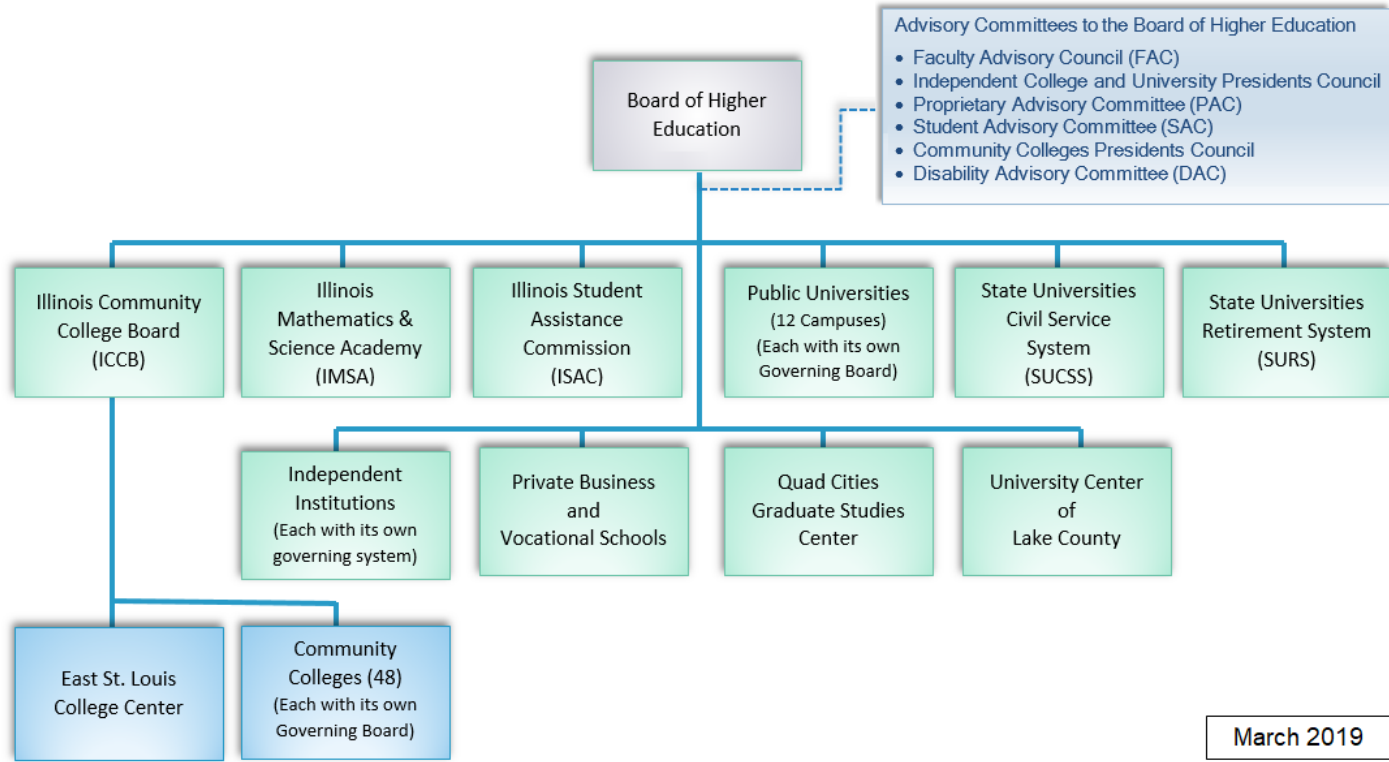 Advisory Committees to the Board of Higher Education
• Faculty Advisory Council (FAC)
• Independent College and University Presidents Council
• Proprietary Advisory Committee (PAC)
• Student Advisory Committee (SAC)
• Community Colleges Presidents Council
• Disability Advisory Committee (DAC)
Board of Higher
Education
Illinois Community
College Board
(ICCB)
Illinois
Mathematics &
Science Academy
(IMSA)
Illinois Student
Assistance
Commission
(ISAC)
Public Universities
(12 Campuses)
(Each with its own
Governing Board)
State Universities
Civil Service
System
(SUCSS)
State Universities
Retirement System
(SURS)
Independent
Institutions
(Each with its own
governing system)
Private Business
and
Vocational Schools
Quad Cities
Graduate Studies
Center
University Center
of
Lake County
East St. Louis
College Center
Community
Colleges (48)
(Each with its own
Governing Board)
March 2019